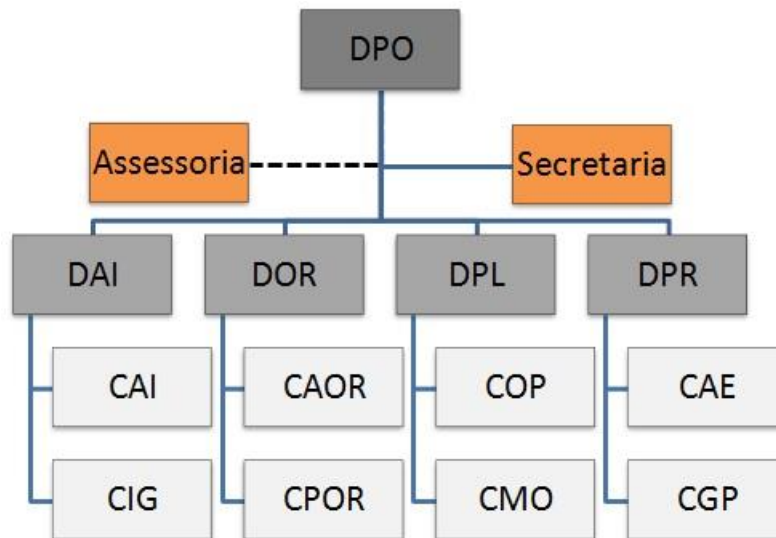 DPO
Assessoria
Secretaria
DAI
DOR
DPL
DPR
CAI
CAOR
COP
CAE
CIG
CPOR
CMO
CGP